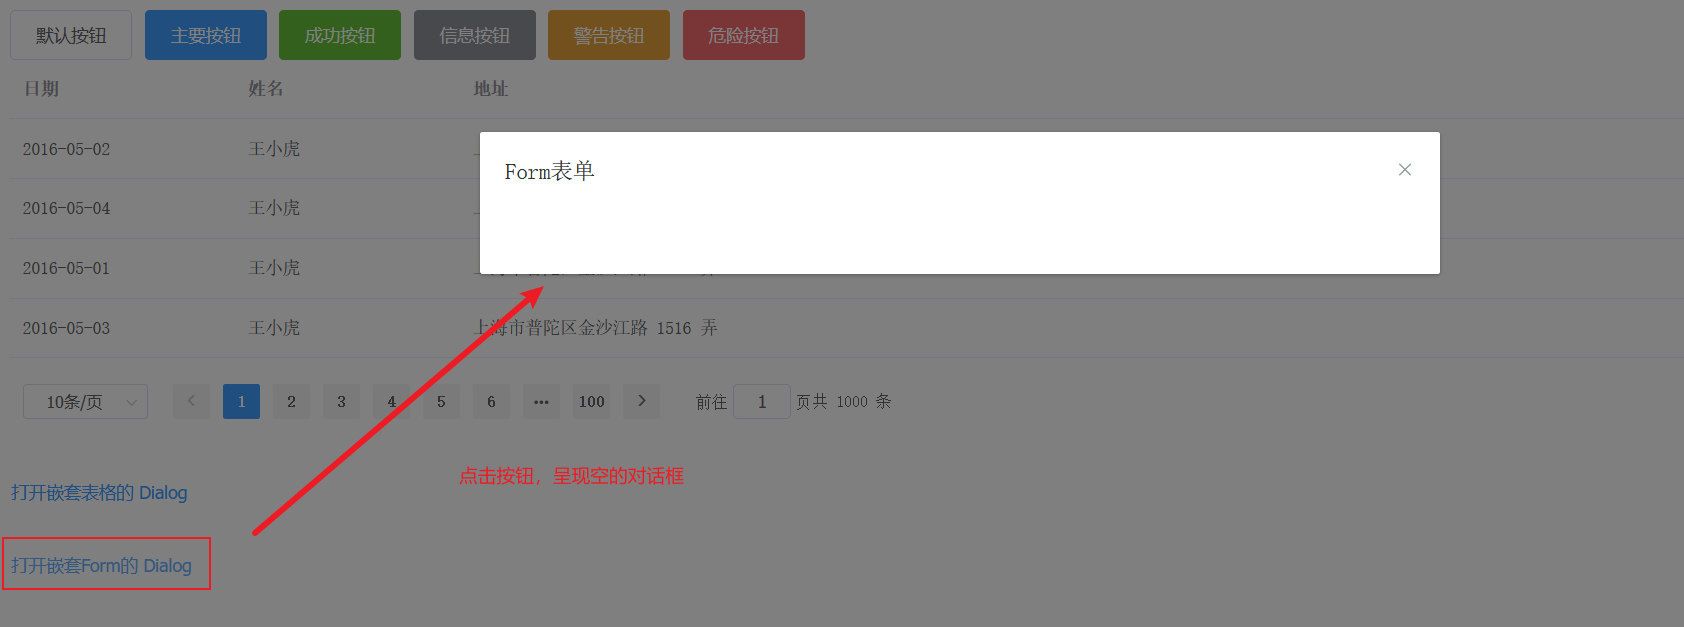 默认按钮 主要按钮 成功按钮 信息按钮 警告按钮 危险按钮
日期 姓名 地址
2016-05-02 王小虎
Form表单
2016-05-04 王小虎
2016-05-01 王小虎
2016-05-03 王小虎 上海市普陀区金沙江路 1516 弄
10条/页 1 2 3 4 5 6 ••• 100 前往 1 页共 1000 条
点击按钮，呈现空的对话框
打开嵌套表格的 Dialog
打开嵌套Form的 Dialog